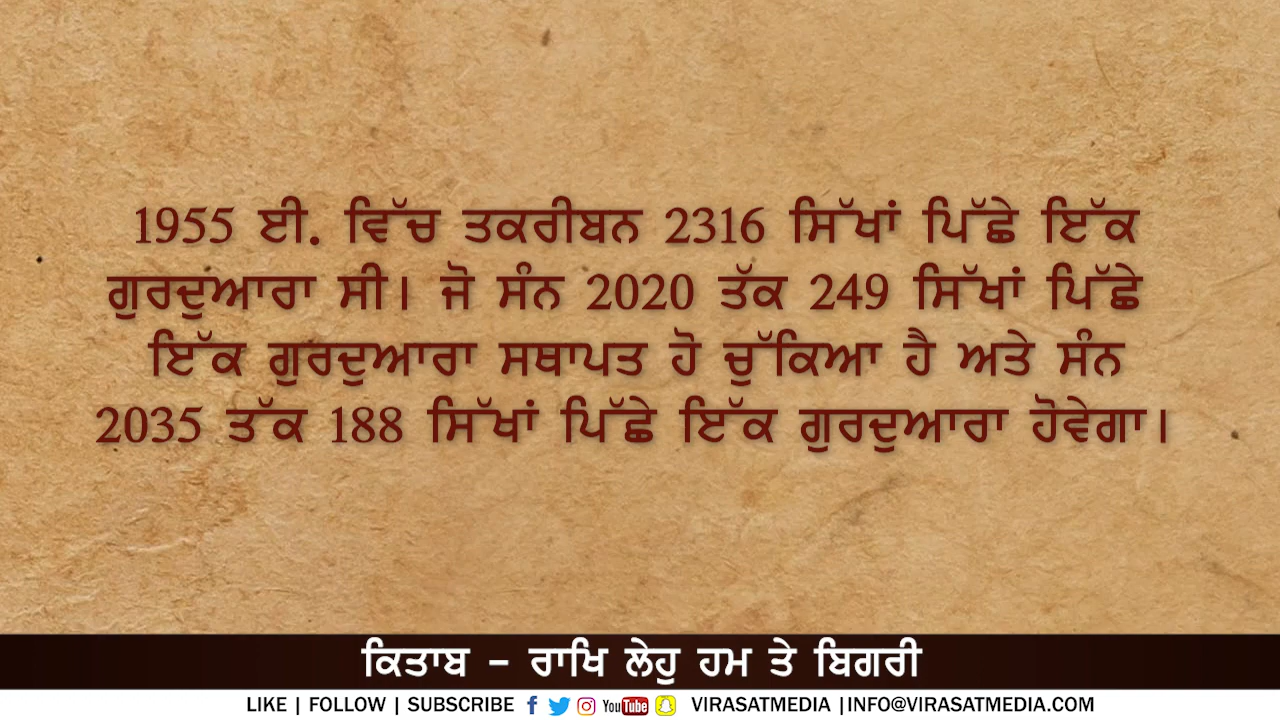 1955 ਈ. ਵਿੱਚ ਤਕਰੀਬਨ 2316 ਸਿੱਖਾਂ ਪਿੱਛੇ ਇੱਕ
ਗੁਰਦੁਆਰਾ ਸੀ। ਜੋ ਸੰਨ 2020 ਤੱਕ 249 ਸਿੱਖਾਂ ਪਿੱਛੇ
ਇੱਕ ਗੁਰਦੁਆਰਾ ਸਥਾਪਤ ਹੋ ਚੁੱਕਿਆ ਹੈ ਅਤੇ ਸੰਨ
2035 ਤੱਕ 188 ਸਿੱਖਾਂ ਪਿੱਛੇ ਇੱਕ ਗੁਰਦੁਆਰਾ ਹੋਵੇਗਾ।
ਕਿਤਾਬ - ਰਾਖਿ ਲੇਹੁ ਹਮ ਤੇ ਬਿਗਰੀ
LIKE | FOLLOW | SUBSCRIBE YouTube VIRASATMEDIA |INFO@VIRASATMEDIA.COM